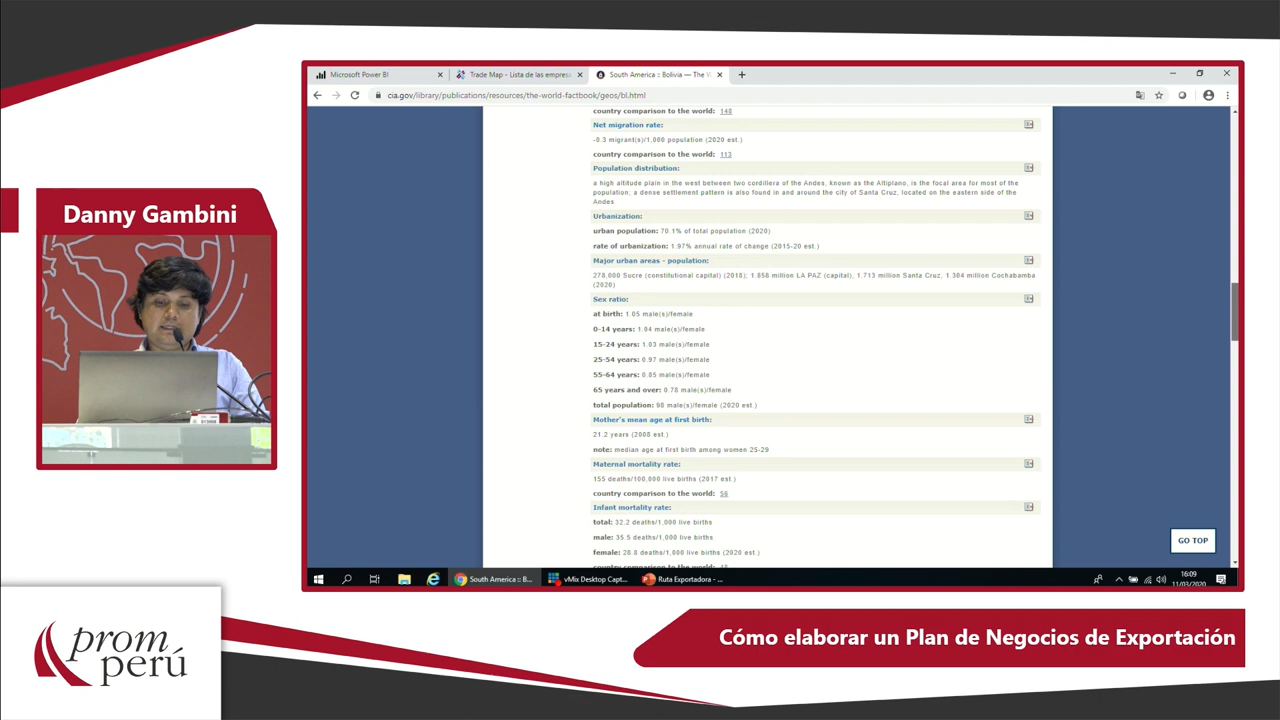 Danny Gambini
Microsoft Power BI
Trade Map - Lista de las empresa
South America :: Bolivia — The W
cia.gov/library/publications/resources/the-world-factbook/geos/bl.html
country comparison to the world: 148
Net migration rate:
-0.3 migrant(s)/1,000 population (2020 est.)
country comparison to the world: 113
Population distribution:
a high altitude plain in the west between two cordillera of the Andes, known as the Altiplano, is the focal area for most of the
population; a dense settlement pattern is also found in and around the city of Santa Cruz, located on the eastern side of the
Andes
Urbanization:
urban population: 70.1% of total population (2020)
rate of urbanization: 1.97% annual rate of change (2015-20 est.)
Major urban areas - population:
278,000 Sucre (constitutional capital) (2018); 1.858 million LA PAZ (capital), 1.713 million Santa Cruz, 1.304 million Cochabamba
(2020)
Sex ratio:
at birth: 1.05 male(s)/female
0-14 years: 1.04 male(s)/female
15-24 years: 1.03 male(s)/female
25-54 years: 0.97 male(s)/female
55-64 years: 0.85 male(s)/female
65 years and over: 0.78 male(s)/female
total population: 98 male(s)/female (2020 est.)
Mother's mean age at first birth:
21.2 years (2008 est.)
note: median age at first birth among women 25-29
Maternal mortality rate:
155 deaths/100,000 live births (2017 est.)
country comparison to the world: 56
Infant mortality rate:
total: 32.2 deaths/1,000 live births
male: 35.5 deaths/1,000 live births
female: 28.8 deaths/1,000 live births (2020 est.)
GO TOP
South America :: B...
vMix Desktop Capt...
Ruta Exportadora - ...
16:09
11/03/2020
prom
perú
Cómo elaborar un Plan de Negocios de Exportación